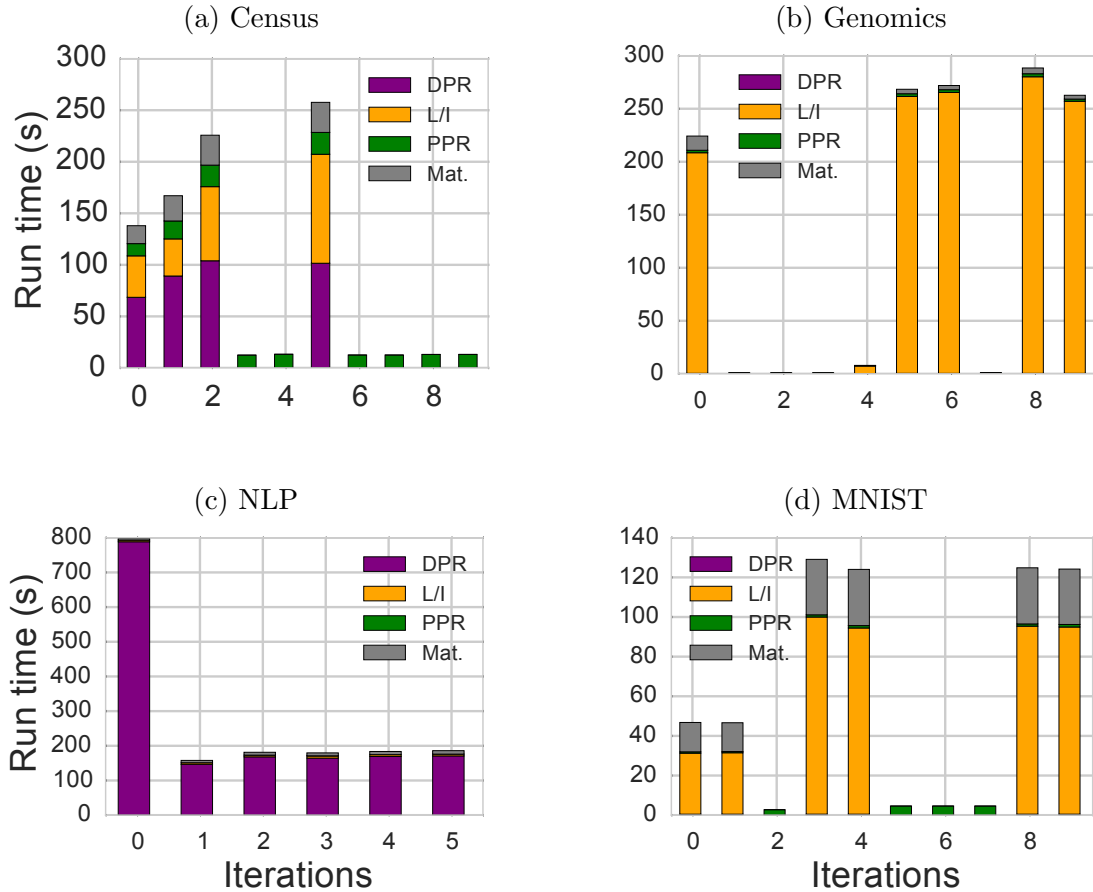 (a) Census
300
250
200
150
100
50
0
Run time (s)
DPR
L/I
PPR
Mat.
0 2 4 6 8
(b) Genomics
300
250
200
150
100
50
0
DPR
L/I
PPR
Mat.
0 2 4 6 8
(c) NLP
800
700
600
500
400
300
200
100
0
Run time (s)
DPR
L/I
PPR
Mat.
0 1 2 3 4 5
Iterations
(d) MNIST
140
120
100
80
60
40
20
0
DPR
L/I
PPR
Mat.
0 2 4 6 8
Iterations